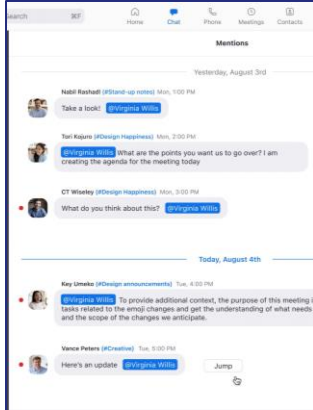 search ⌘F
Home Chat Phone Meetings Contacts
Mentions
Yesterday, August 3rd
Nabil Rashadl (#Stand-up notes) Mon, 1:00 PM
Take a look! @Virginia Willis
Tori Kojuro (#Design Happiness) Mon, 2:00 PM
@Virginia Willis What are the points you want us to go over? I am
creating the agenda for the meeting today
CT Wiseley (#Design Happiness) Mon, 3:00 PM
What do you think about this? @Virginia Willis
Today, August 4th
Key Umeko (#Design announcements) Tue, 4:00 PM
@Virginia Willis To provide additional context, the purpose of this meeting i
tasks related to the emoji changes and get the understanding of what needs
and the scope of the changes we anticipate.
Vance Peters (#Creative) Tue, 5:00 PM
Here's an update @Virginia Willis Jump